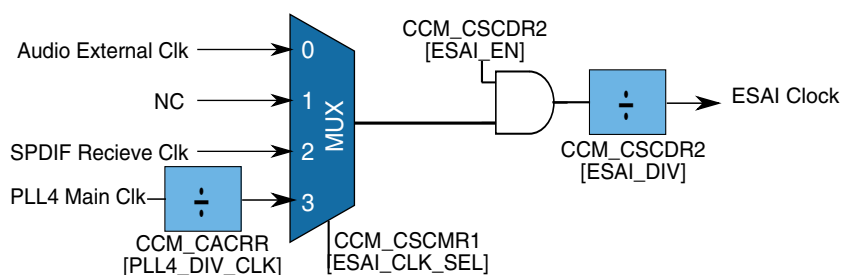 Audio External Clk
0
CCM_CSCDR2
[ESAI_EN]
NC
1
÷
ESAI Clock
MUX
SPDIF Recieve Clk
2
CCM_CSCDR2
[ESAI_DIV]
PLL4 Main Clk
÷
3
CCM_CACRR
[PLL4_DIV_CLK]
CCM_CSCMR1
[ESAI_CLK_SEL]